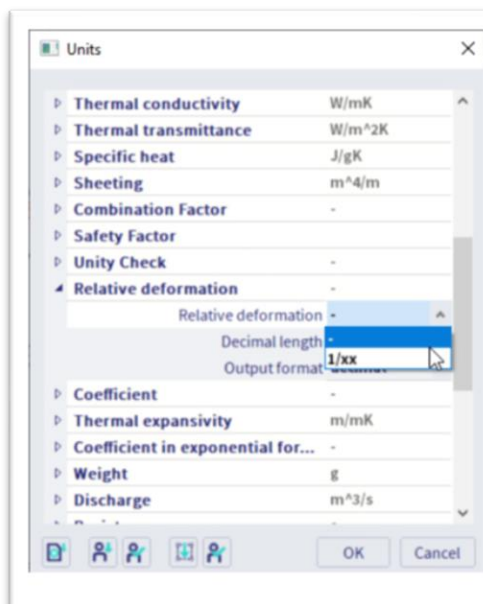 Units
Thermal conductivity W/mK
Thermal transmittance W/m^2K
Specific heat J/gK
Sheeting m^4/m
Combination Factor -
Safety Factor
Unity Check -
Relative deformation -
Relative deformation -
Decimal length -
1/xx
Output format decimal
Coefficient -
Thermal expansivity m/mK
Coefficient in exponential for... -
Weight g
Discharge m^3/s
OK Cancel